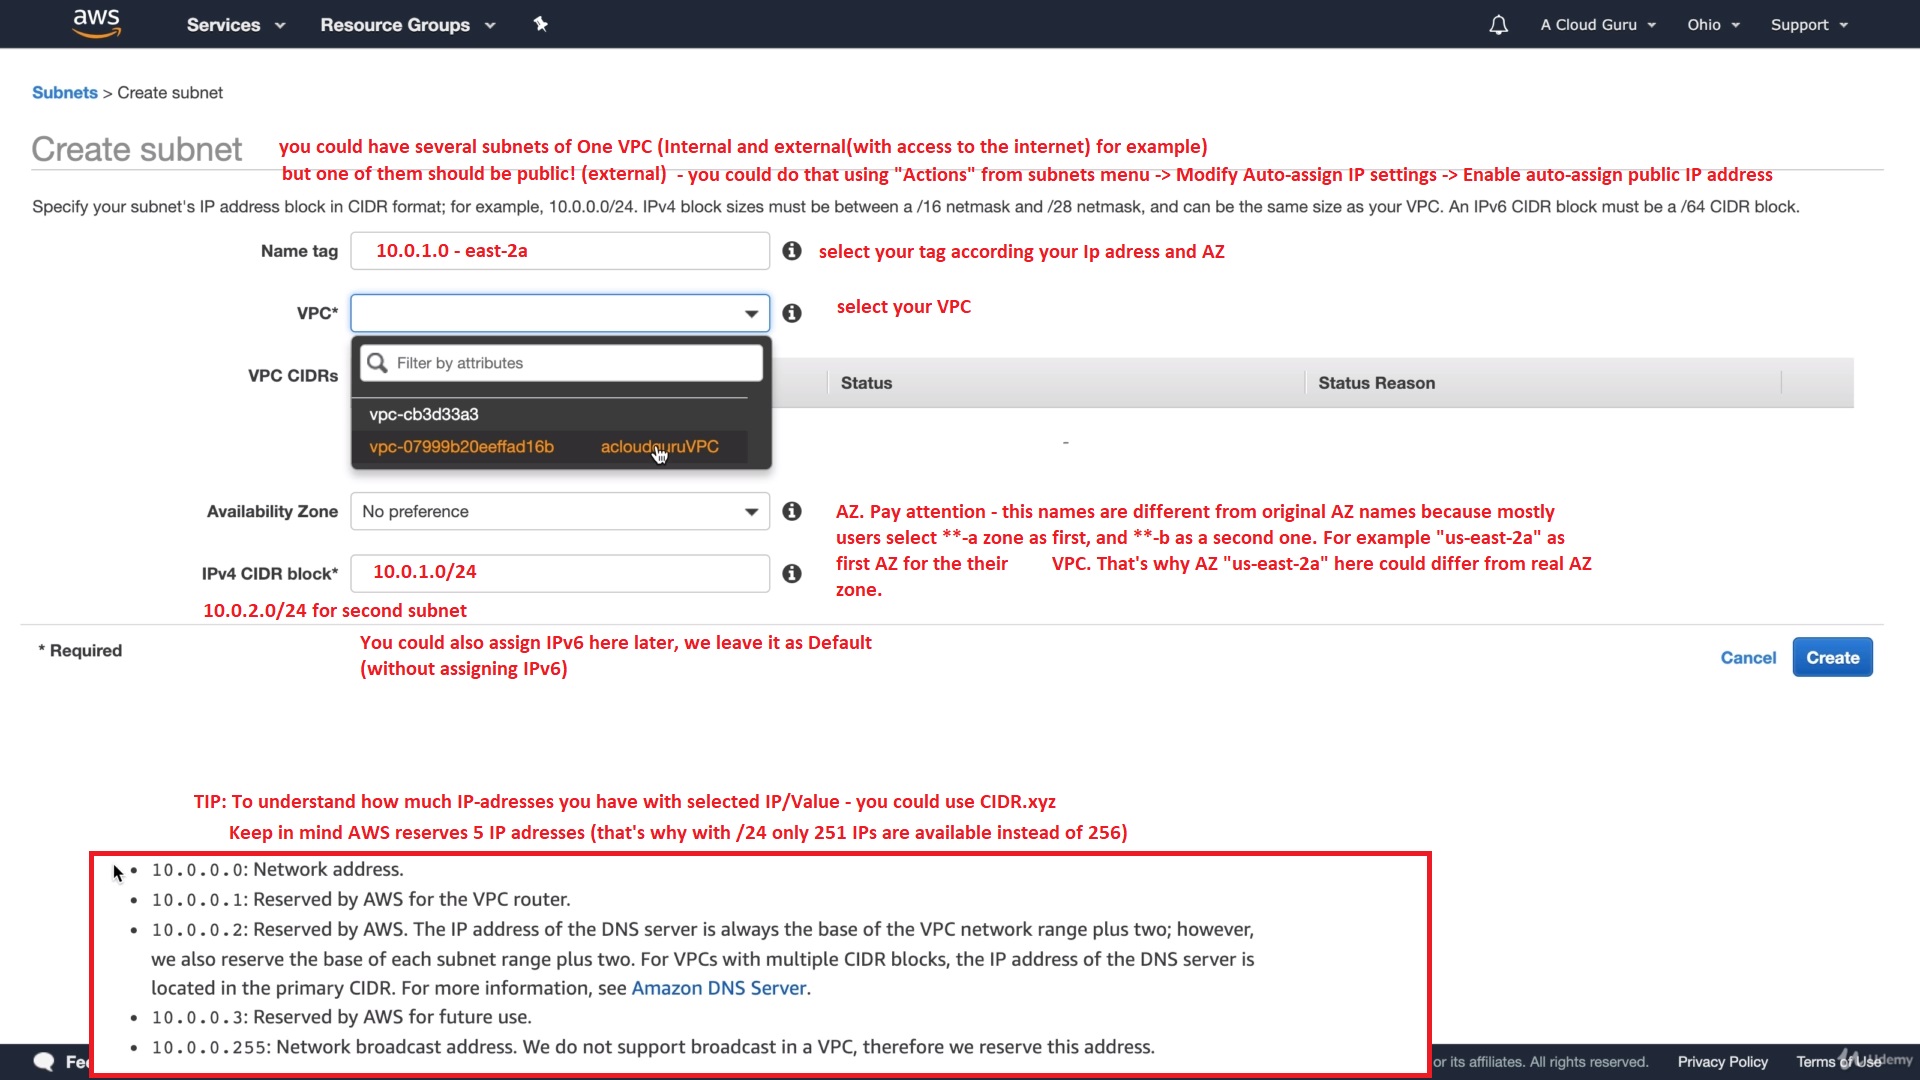 aws Services Resource Groups A Cloud Guru Ohio Support
Subnets > Create subnet
Create subnet
you could have several subnets of One VPC (Internal and external(with access to the internet) for example)
but one of them should be public! (external) - you could do that using "Actions" from subnets menu -> Modify Auto-assign IP settings -> Enable auto-assign public IP address
Specify your subnet's IP address block in CIDR format; for example, 10.0.0.0/24. IPv4 block sizes must be between a /16 netmask and /28 netmask, and can be the same size as your VPC. An IPv6 CIDR block must be a /64 CIDR block.
Name tag 10.0.1.0 - east-2a select your tag according your Ip adress and AZ
VPC* select your VPC
Filter by attributes
VPC CIDRs Status Status Reason
vpc-cb3d33a3
vpc-07999b20eeffad16b acloudguruVPC -
Availability Zone No preference
AZ. Pay attention - this names are different from original AZ names because mostly
users select **-a zone as first, and **-b as a second one. For example "us-east-2a" as
first AZ for the their VPC. That's why AZ "us-east-2a" here could differ from real AZ
zone.
IPv4 CIDR block* 10.0.1.0/24
10.0.2.0/24 for second subnet
* Required
You could also assign IPv6 here later, we leave it as Default
(without assigning IPv6)
Cancel Create
TIP: To understand how much IP-adresses you have with selected IP/Value - you could use CIDR.xyz
Keep in mind AWS reserves 5 IP adresses (that's why with /24 only 251 IPs are available instead of 256)
• 10.0.0.0: Network address.
• 10.0.0.1: Reserved by AWS for the VPC router.
• 10.0.0.2: Reserved by AWS. The IP address of the DNS server is always the base of the VPC network range plus two; however,
we also reserve the base of each subnet range plus two. For VPCs with multiple CIDR blocks, the IP address of the DNS server is
located in the primary CIDR. For more information, see Amazon DNS Server.
• 10.0.0.3: Reserved by AWS for future use.
• 10.0.0.255: Network broadcast address. We do not support broadcast in a VPC, therefore we reserve this address.
Fee or its affiliates. All rights reserved. Privacy Policy Terms of Use Udemy